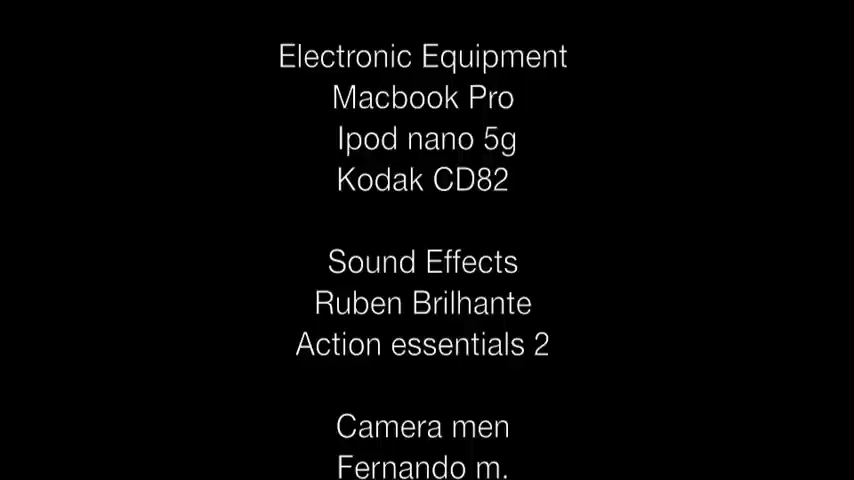 Electronic Equipment
Macbook Pro
Ipod nano 5g
Kodak CD82
Sound Effects
Ruben Brilhante
Action essentials 2
Camera men
Fernando m.